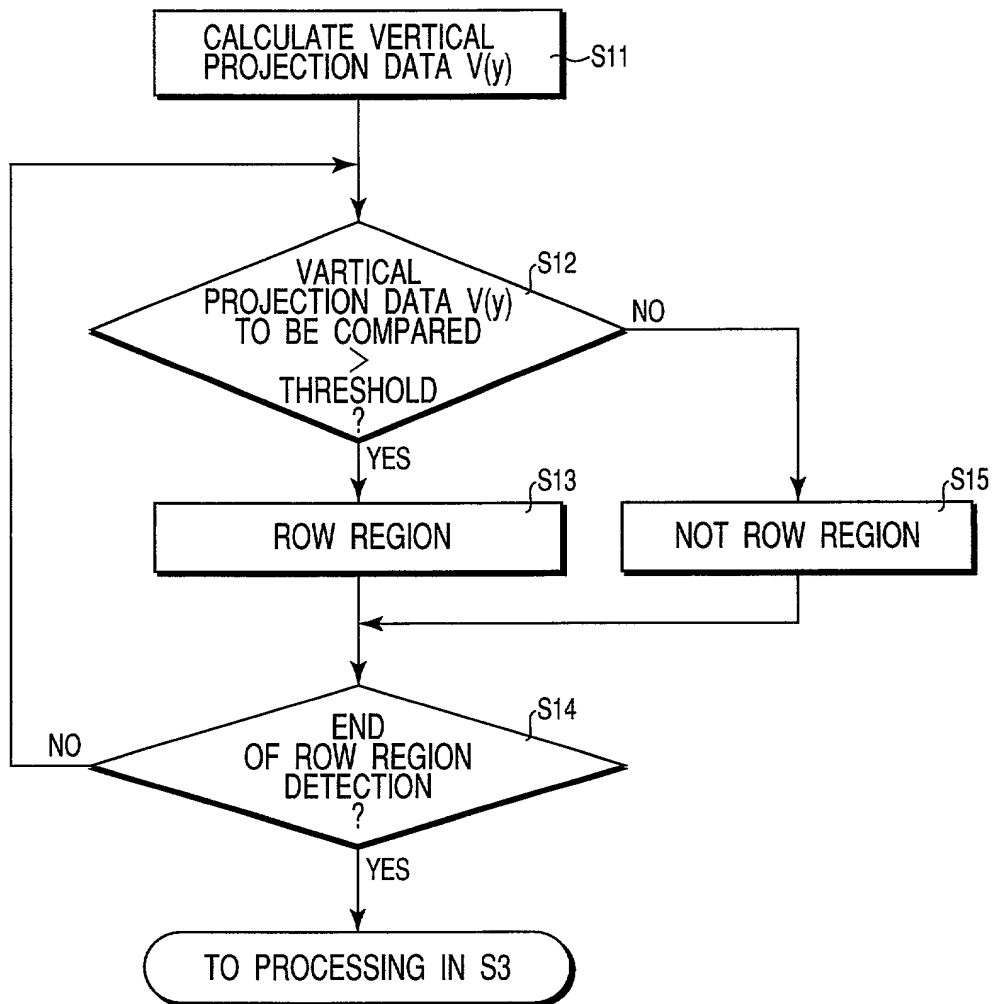 CALCULATE VERTICAL
PROJECTION DATA V(y)
S11
S12
VARTICAL
PROJECTION DATA V(y)
TO BE COMPARED
>
THRESHOLD
?
NO
YES
S13
ROW REGION
S15
NOT ROW REGION
S14
END
OF ROW REGION
DETECTION
?
NO
YES
TO PROCESSING IN S3